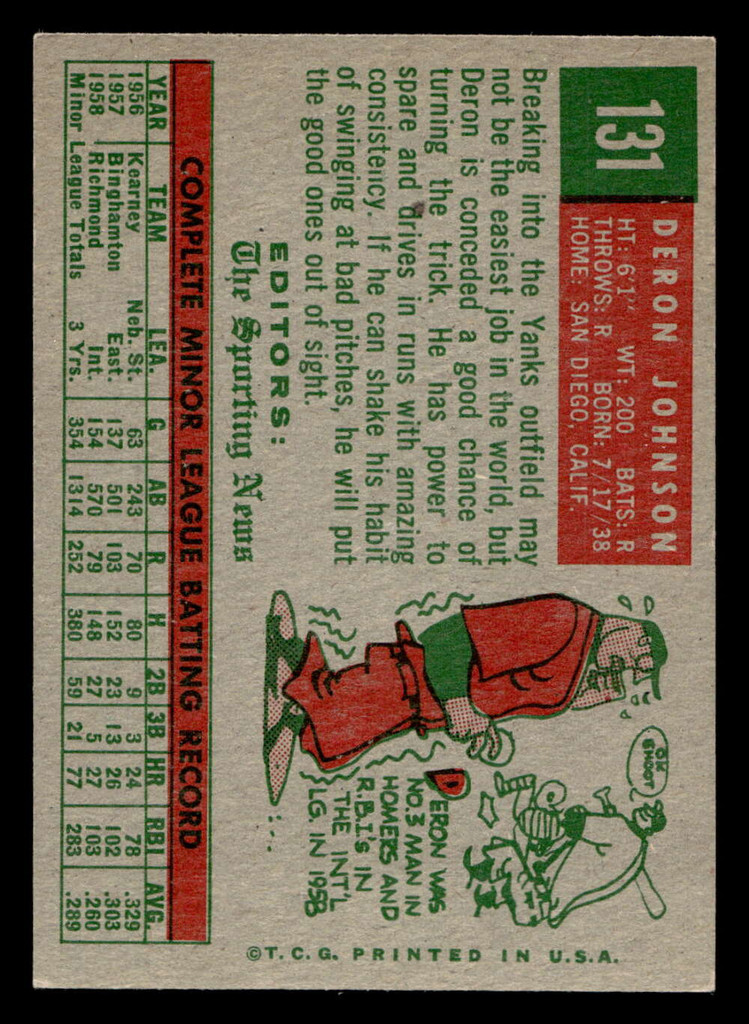 131
DERON JOHNSON
HT: 6'1" WT: 200 BATS: R
THROWS: R BORN: 7/17/38
HOME: SAN DIEGO, CALIF.
Breaking into the Yanks outfield may
not be the easiest job in the world, but
Deron is conceded a good chance of
turning the trick. He has power to
spare and drives in runs with amazing
consistency. If he can shake his habit
of swinging at bad pitches, he will put
the good ones out of sight.
EDITORS:
The Sporting News
OK
SHOOT
DERON WAS
NO. 3 MAN IN
HOMERS AND
R.B.I.s IN
THE INT'L
LG. IN 1958
COMPLETE MINOR LEAGUE BATTING RECORD
YEAR TEAM LEA. G AB R H 2B 3B HR RBI AVG.
1956 Kearney Neb. St. 63 243 70 80 9 3 24 78 .329
1957 Binghamton East. 137 501 103 152 23 13 26 102 .303
1958 Richmond Int. 154 570 79 148 27 5 27 103 .260
Minor League Totals 3 Yrs. 354 1314 252 380 59 21 77 283 .289
©T.C.G. PRINTED IN U.S.A.